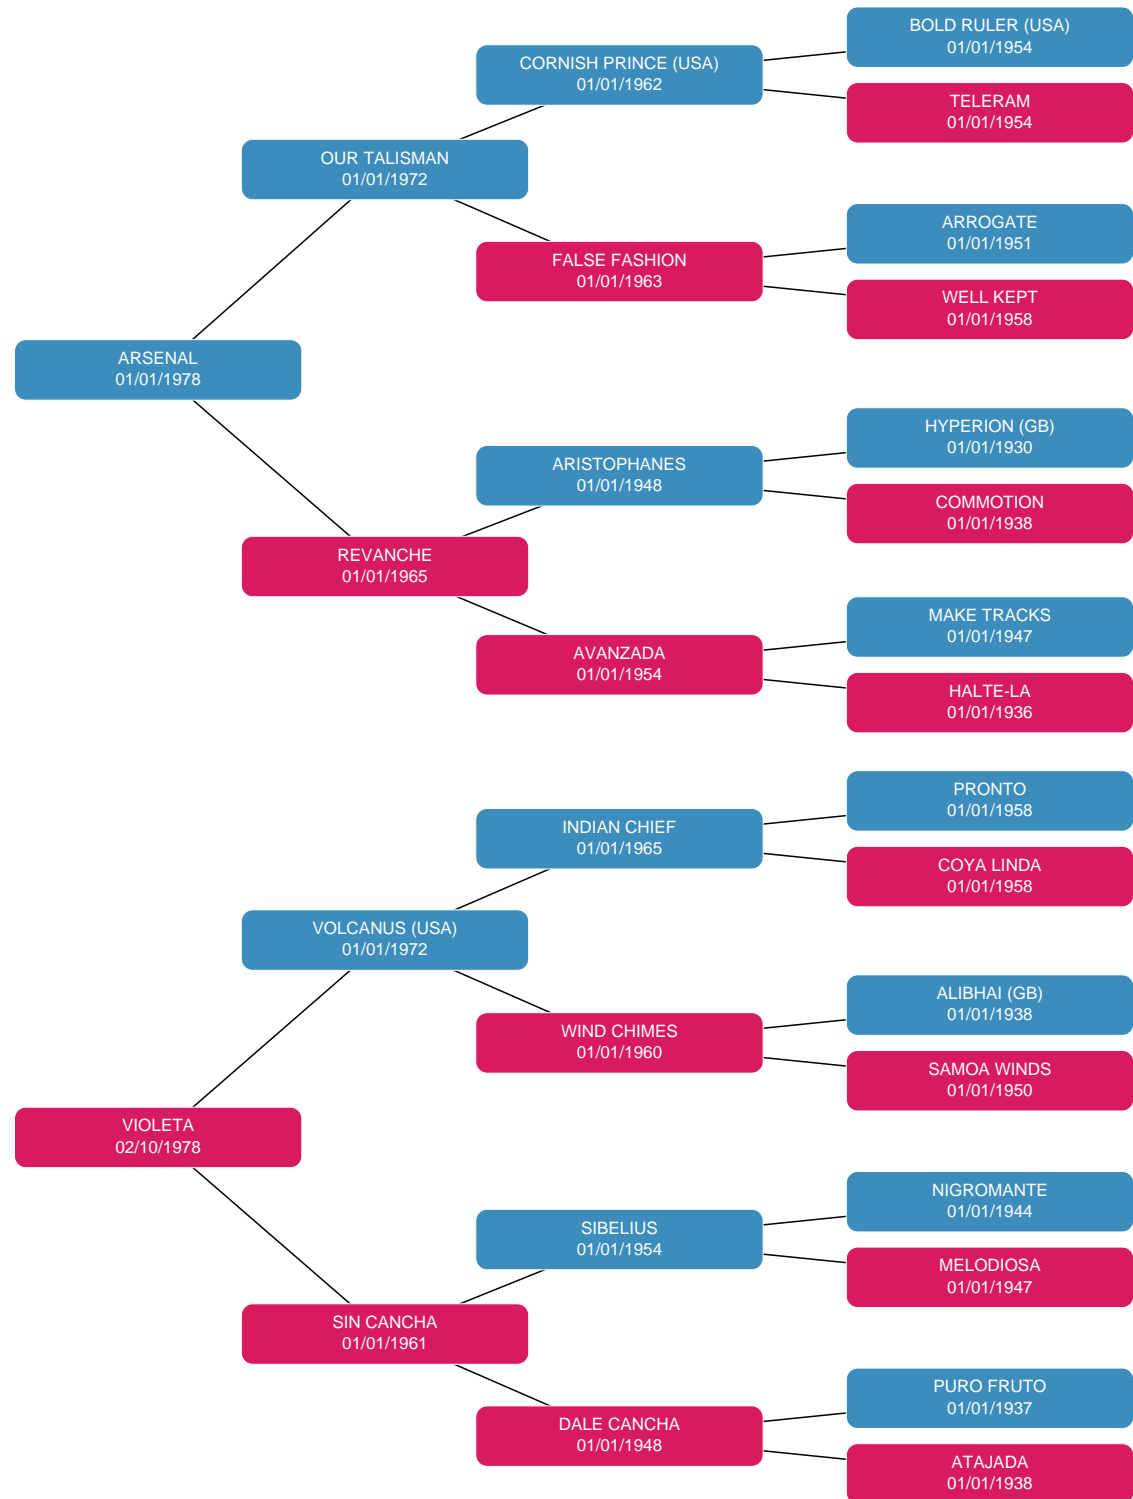 BOLD RULER (USA)
01/01/1954
CORNISH PRINCE (USA)
01/01/1962
TELERAM
01/01/1954
OUR TALISMAN
01/01/1972
ARROGATE
01/01/1951
FALSE FASHION
01/01/1963
WELL KEPT
01/01/1958
ARSENAL
01/01/1978
HYPERION (GB)
01/01/1930
ARISTOPHANES
01/01/1948
COMMOTION
01/01/1938
REVANCHE
01/01/1965
MAKE TRACKS
01/01/1947
AVANZADA
01/01/1954
HALTE-LA
01/01/1936
PRONTO
01/01/1958
INDIAN CHIEF
01/01/1965
COYA LINDA
01/01/1958
VOLCANUS (USA)
01/01/1972
ALIBHAI (GB)
01/01/1938
WIND CHIMES
01/01/1960
SAMOA WINDS
01/01/1950
VIOLETA
02/10/1978
NIGROMANTE
01/01/1944
SIBELIUS
01/01/1954
MELODIOSA
01/01/1947
SIN CANCHA
01/01/1961
PURO FRUTO
01/01/1937
DALE CANCHA
01/01/1948
ATAJADA
01/01/1938